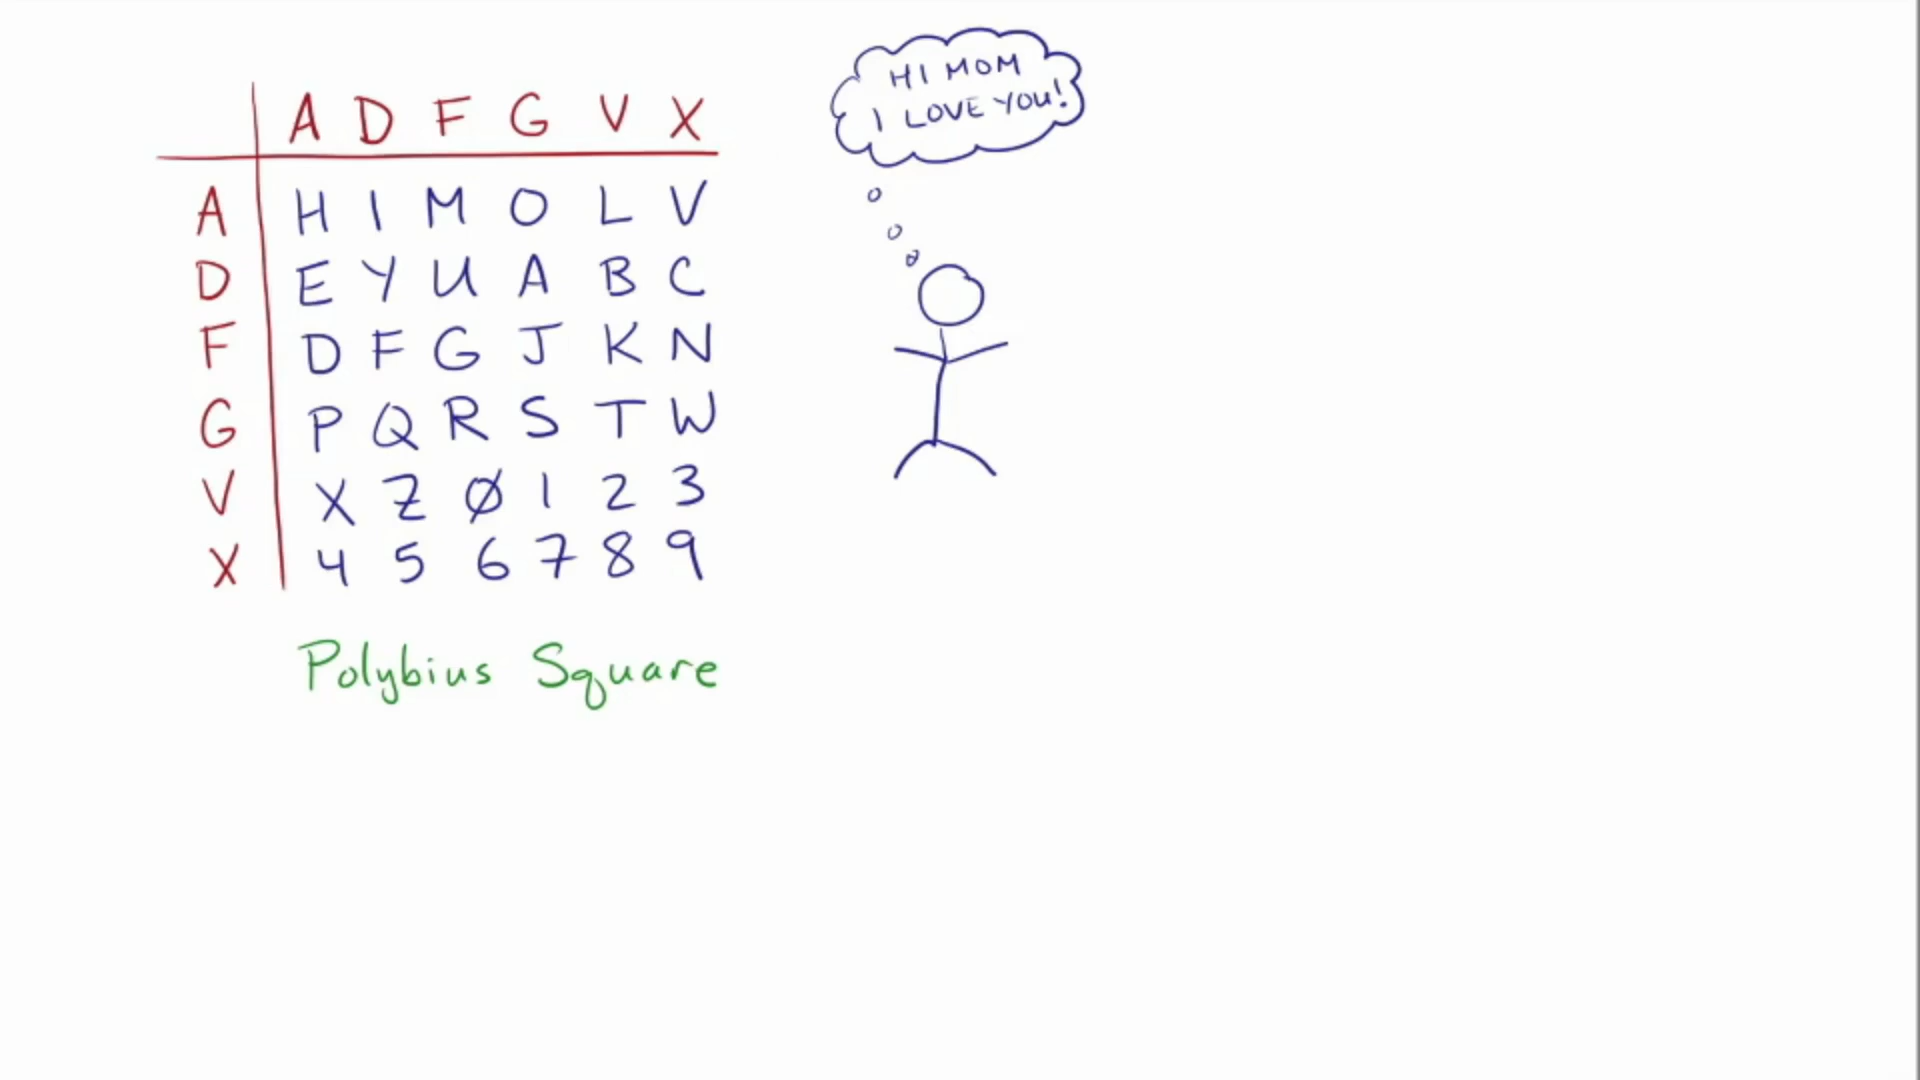 A D F G V X
A H I M O L V
D E Y U A B C
F D F G J K N
G P Q R S T W
V X Z Ø 1 2 3
X 4 5 6 7 8 9
Polybius Square
HI MOM
I LOVE YOU!